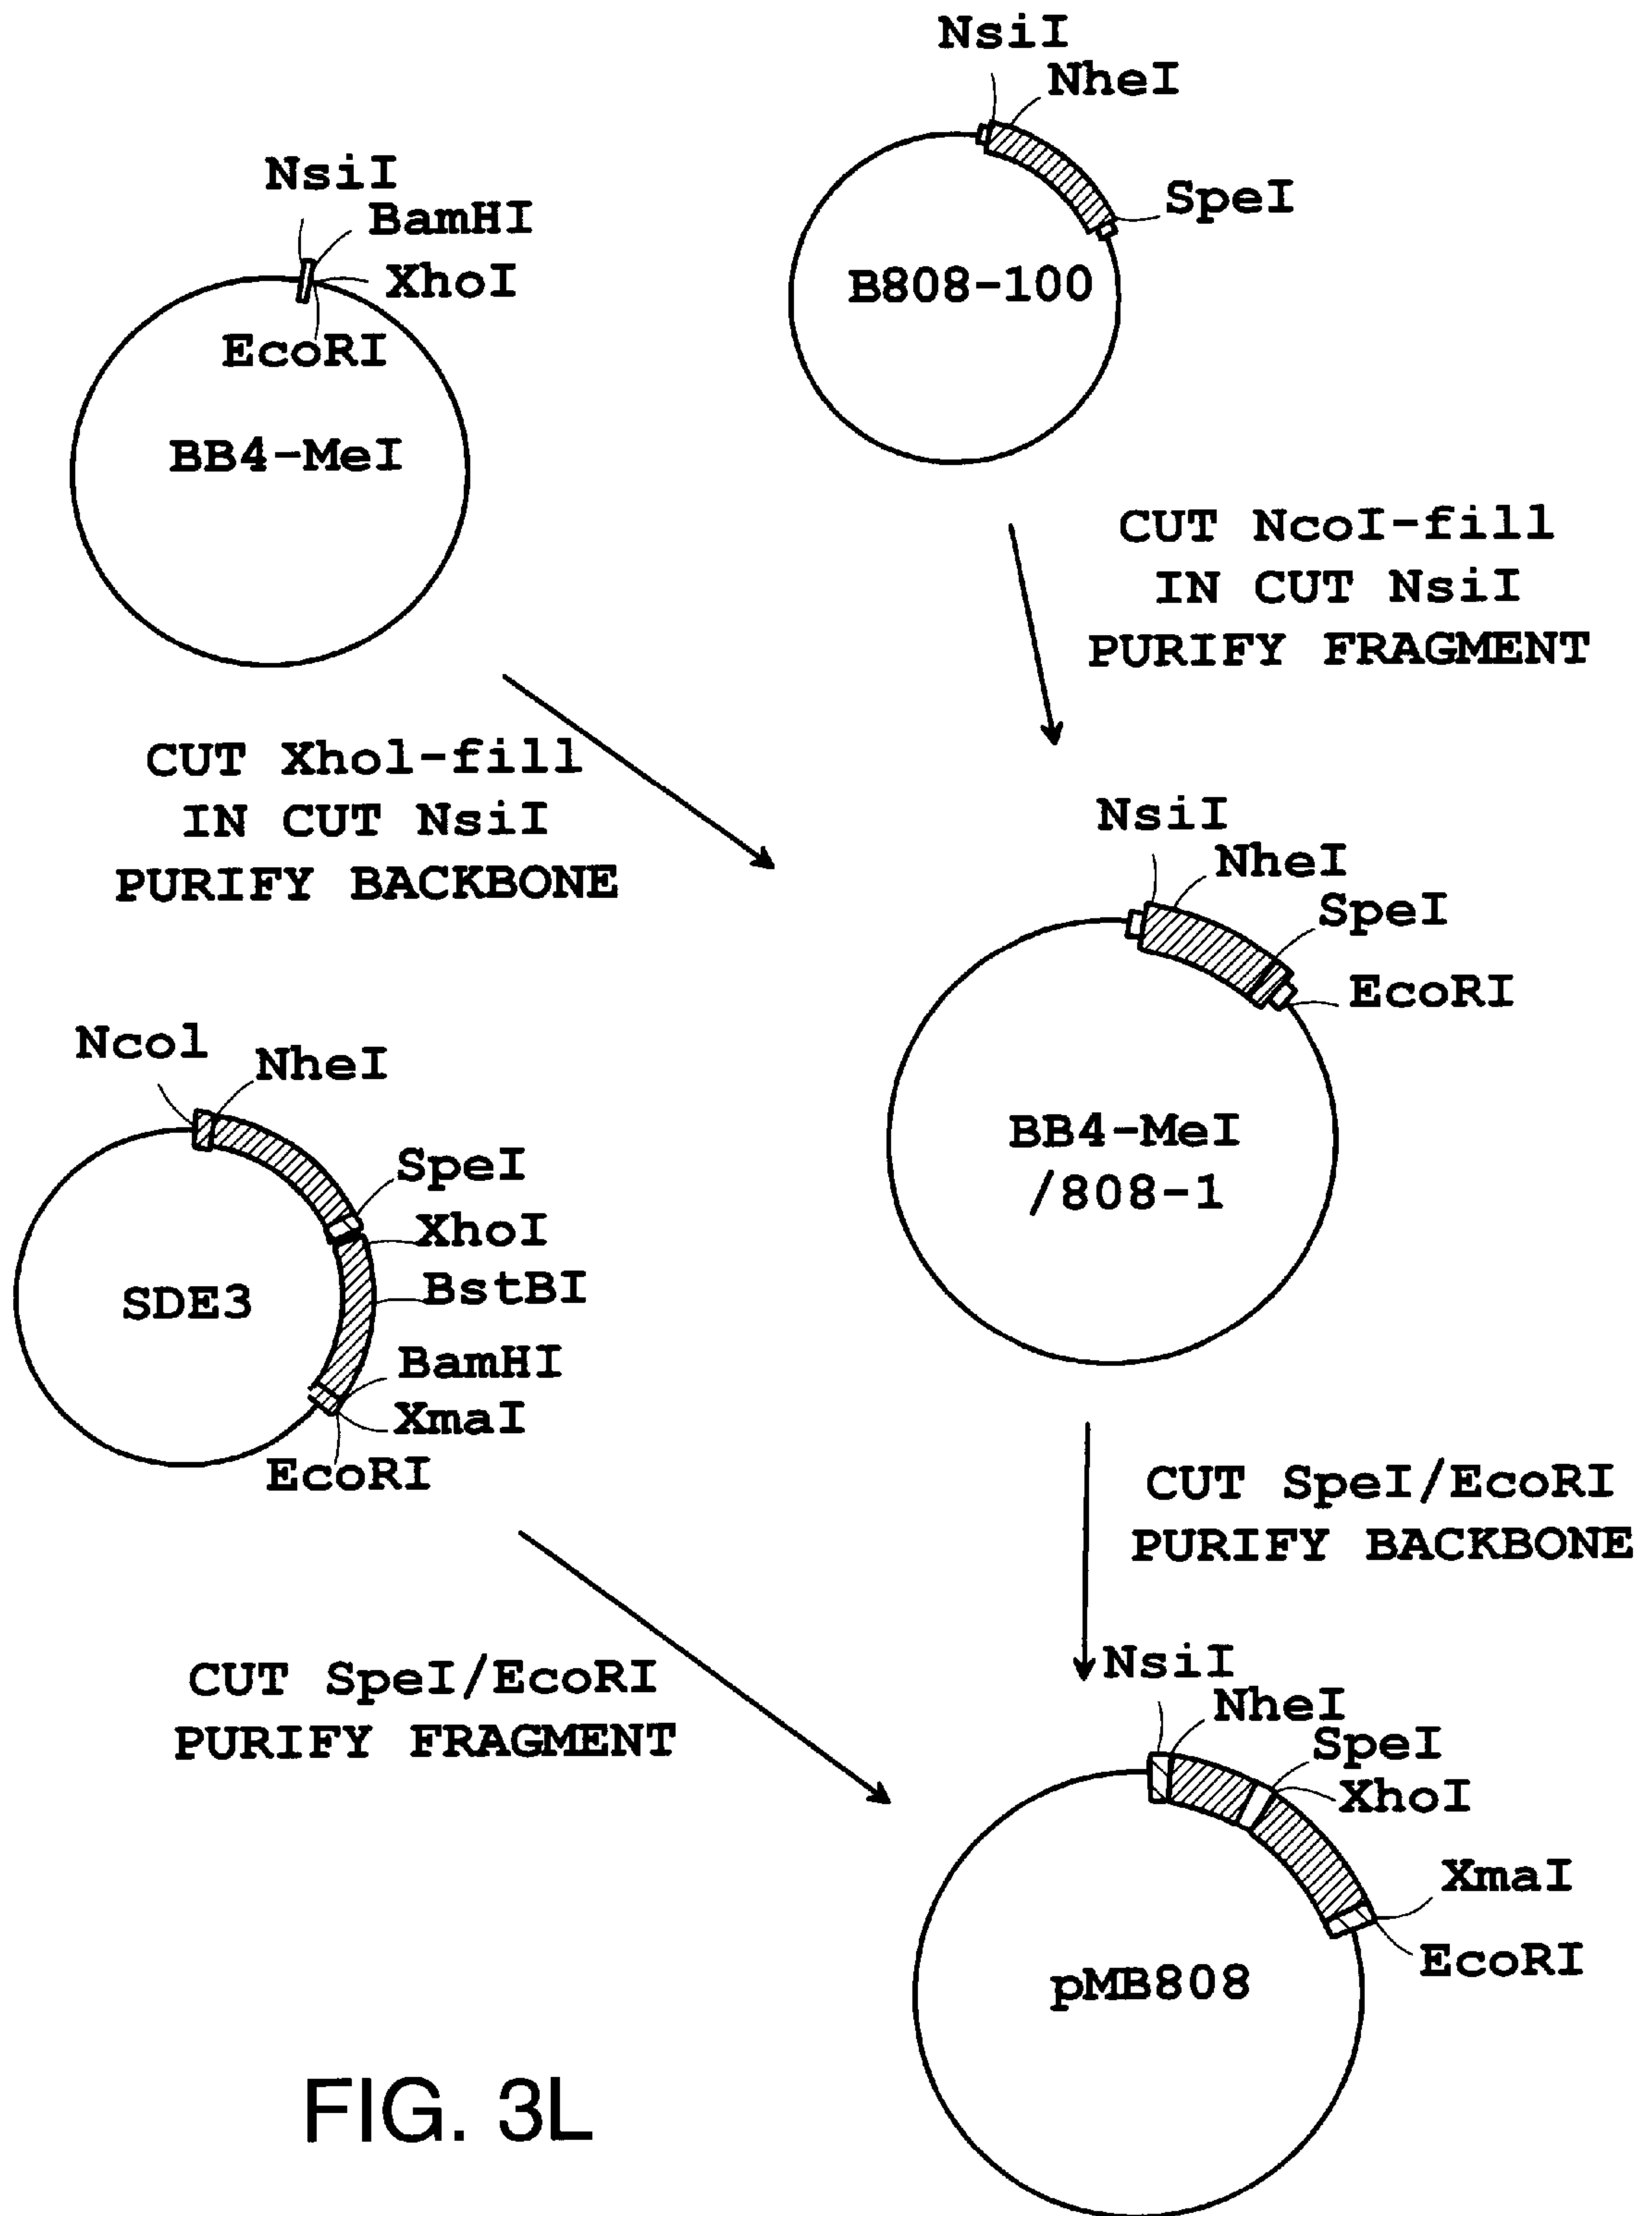 NsiI
NheI
SpeI
B808-100
NsiI
BamHI
XhoI
EcoRI
BB4-MeI
CUT NcoI-fill
IN CUT NsiI
PURIFY FRAGMENT
CUT Xhol-fill
IN CUT NsiI
PURIFY BACKBONE
NsiI
NheI
SpeI
EcoRI
BB4-MeI
/808-1
Ncol
NheI
SpeI
XhoI
BstBI
BamHI
XmaI
EcoRI
SDE3
CUT SpeI/EcoRI
PURIFY BACKBONE
CUT SpeI/EcoRI
PURIFY FRAGMENT
NsiI
NheI
SpeI
XhoI
XmaI
EcoRI
pMB808
FIG. 3L